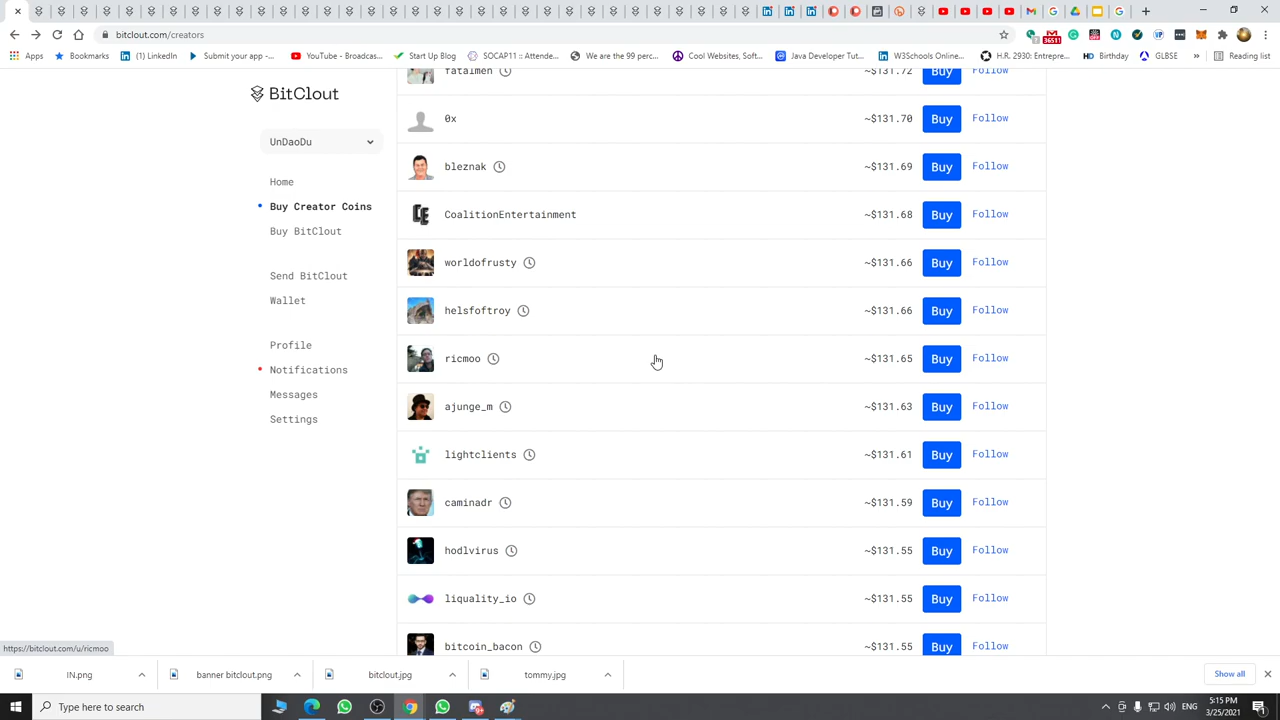 bitclout.com/creators
36591
Apps
Bookmarks
(1) LinkedIn
Submit your app -...
YouTube - Broadcas...
Start Up Blog
SOCAP11 :: Attende...
We are the 99 perc...
Cool Websites, Soft...
Java Developer Tut...
W3Schools Online...
H.R. 2930: Entrepre...
Birthday
GLBSE
»
Reading list
BitClout
UnDaoDu
Home
Buy Creator Coins
Buy BitClout
Send BitClout
Wallet
Profile
Notifications
Messages
Settings
fatalmen ~$131.72 Buy Follow
0x ~$131.70 Buy Follow
bleznak ~$131.69 Buy Follow
CoalitionEntertainment ~$131.68 Buy Follow
worldofrusty ~$131.66 Buy Follow
helsoftroy ~$131.66 Buy Follow
ricmoo ~$131.65 Buy Follow
ajunge_m ~$131.63 Buy Follow
lightclients ~$131.61 Buy Follow
caminadr ~$131.59 Buy Follow
hodlvirus ~$131.55 Buy Follow
liquality_io ~$131.55 Buy Follow
bitcoin_bacon ~$131.55 Buy Follow
https://bitclout.com/u/ricmoo
IN.png
banner bitclout.png
bitclout.jpg
tommy.jpg
Show all
Type here to search
ENG
5:15 PM
3/25/2021